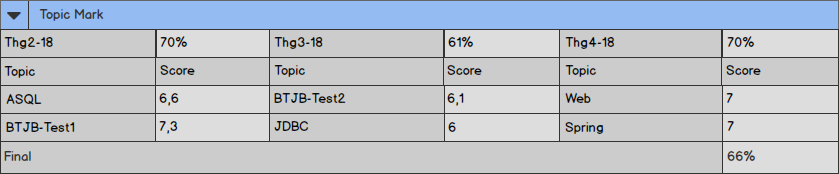 Topic Mark
Thg2-18 70% Thg3-18 61% Thg4-18 70%
Topic Score Topic Score Topic Score
ASQL 6,6 BTJB-Test2 6,1 Web 7
BTJB-Test1 7,3 JDBC 6 Spring 7
Final 66%